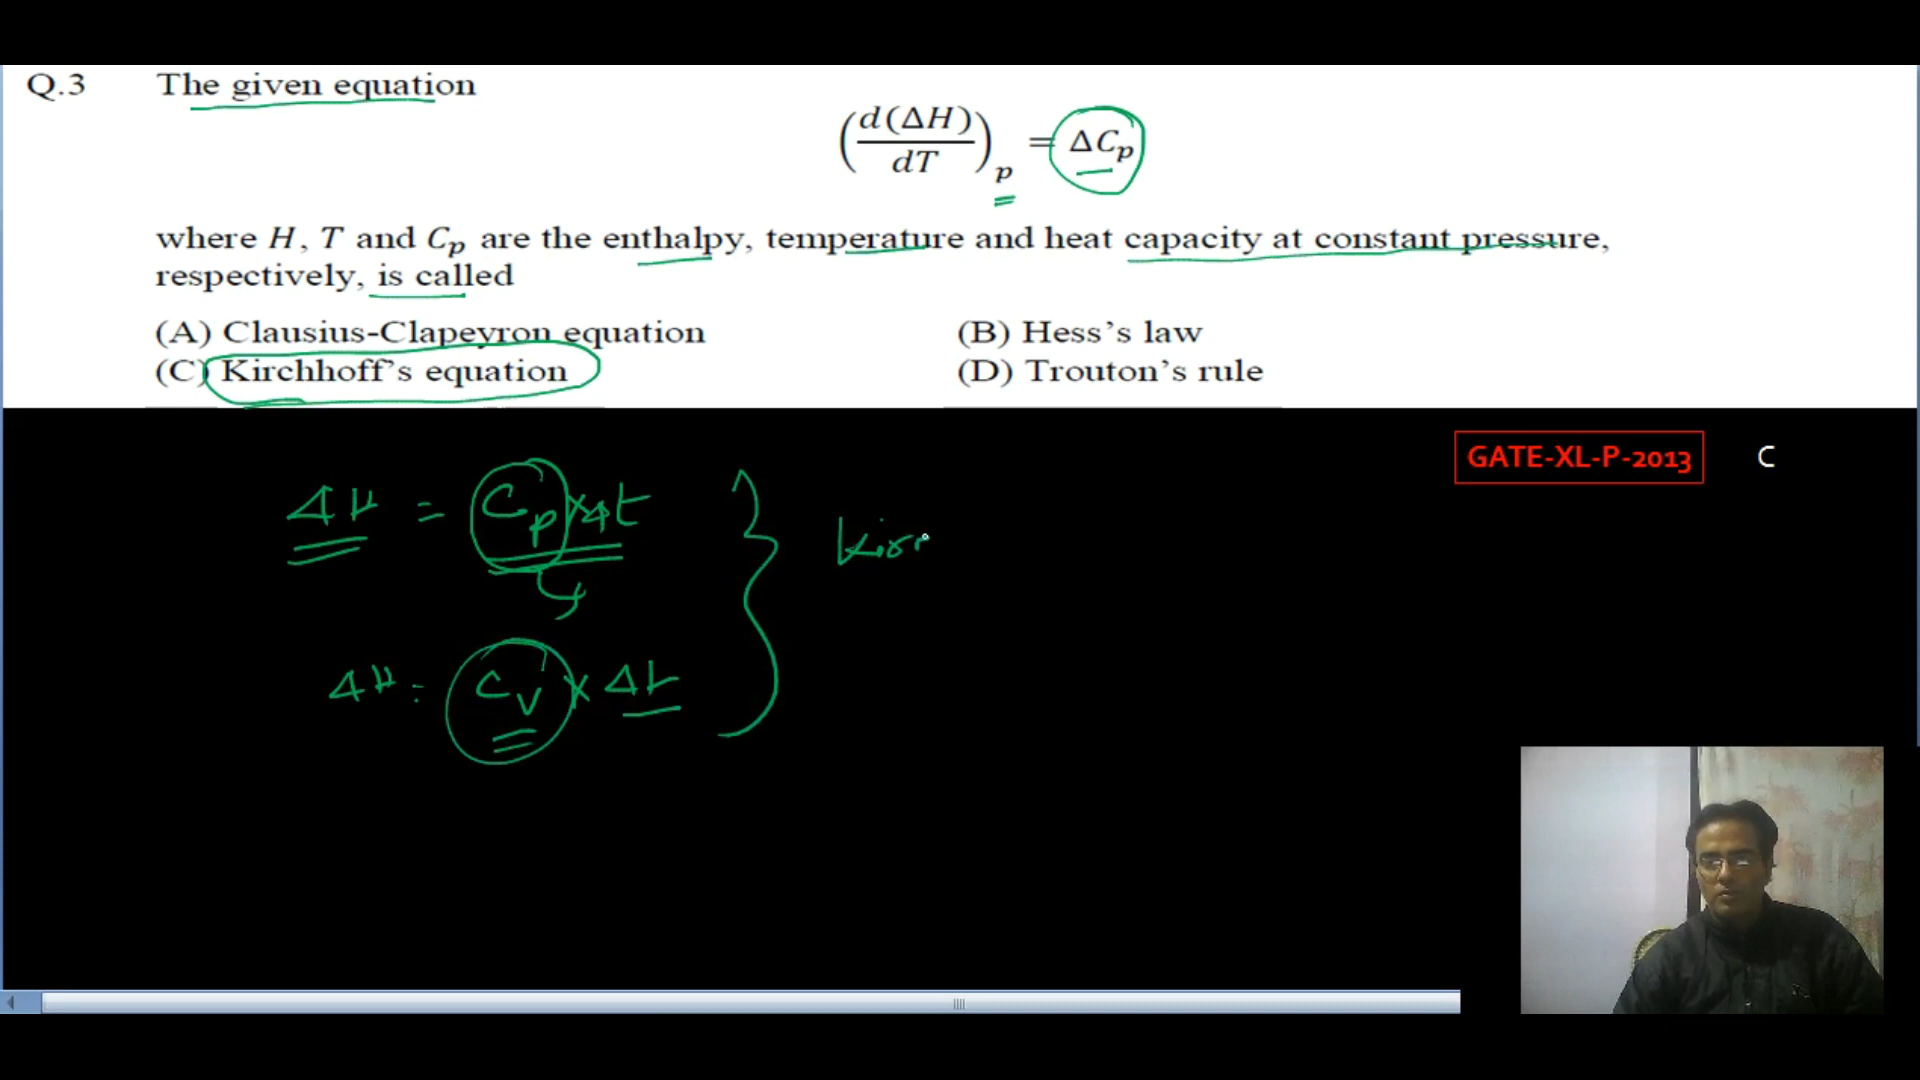 Q.3 The given equation
(d(ΔH)/dT)p = ΔCp
where H, T and Cp are the enthalpy, temperature and heat capacity at constant pressure,
respectively, is called
(A) Clausius-Clapeyron equation (B) Hess’s law
(C) Kirchhoff’s equation (D) Trouton’s rule
GATE-XL-P-2013 C
ΔH = Cp × Δt
Kir
ΔH = Cv × Δt